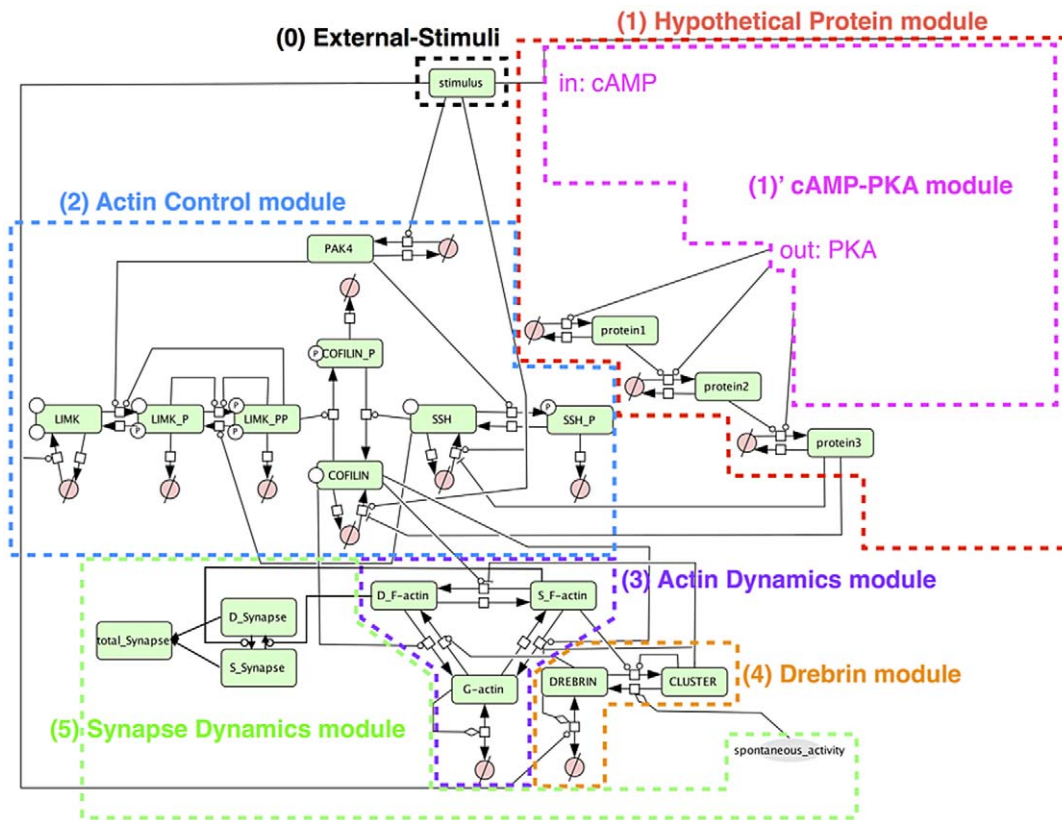 (0) External-Stimuli
(1) Hypothetical Protein module
stimulus
in: cAMP
(1)' cAMP-PKA module
(2) Actin Control module
PAK4
out: PKA
protein1
P
COFILIN_P
protein2
LIMK
P
LIMK_P
P
P
LIMK_PP
P
SSH
P
SSH_P
protein3
COFILIN
(3) Actin Dynamics module
D_F-actin
S_F-actin
D_Synapse
total_Synapse
S_Synapse
G-actin
DREBRIN
CLUSTER
(4) Drebrin module
(5) Synapse Dynamics module
spontaneous_activity